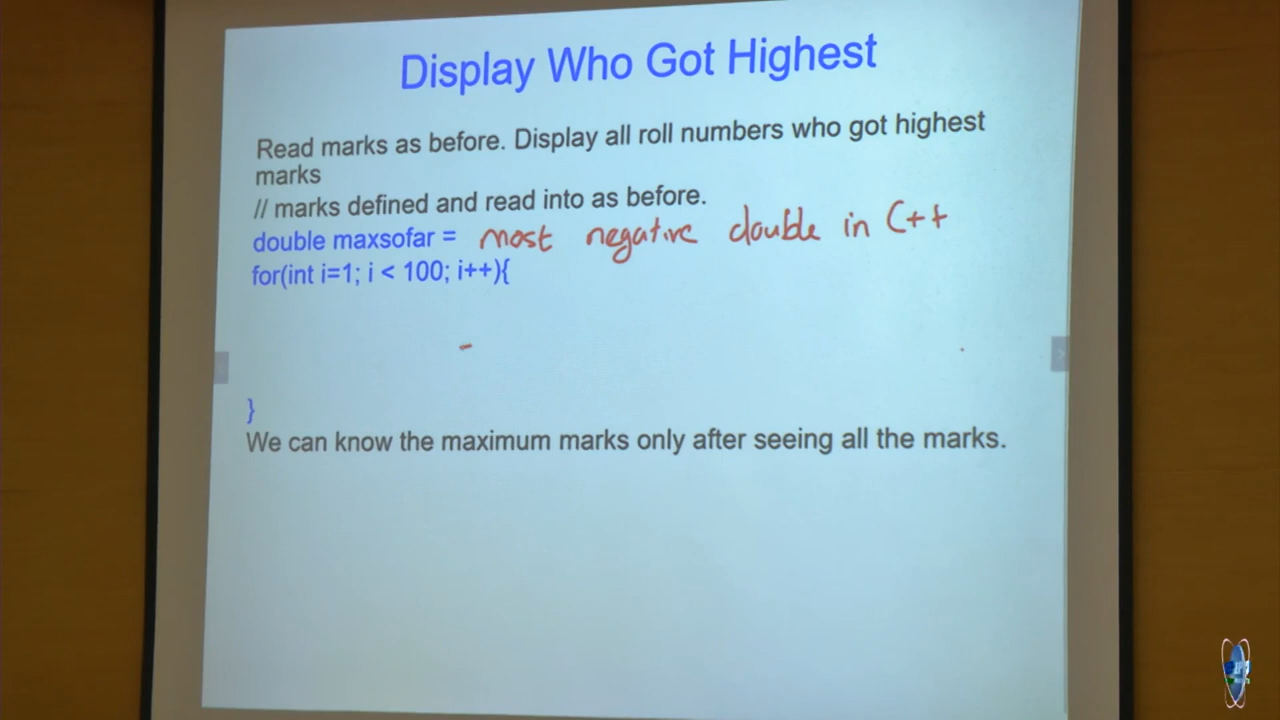 Display Who Got Highest
Read marks as before. Display all roll numbers who got highest
marks
// marks defined and read into as before.
double maxsofar = most negative double in C++
for(int i=1; i < 100; i++){
}
We can know the maximum marks only after seeing all the marks.